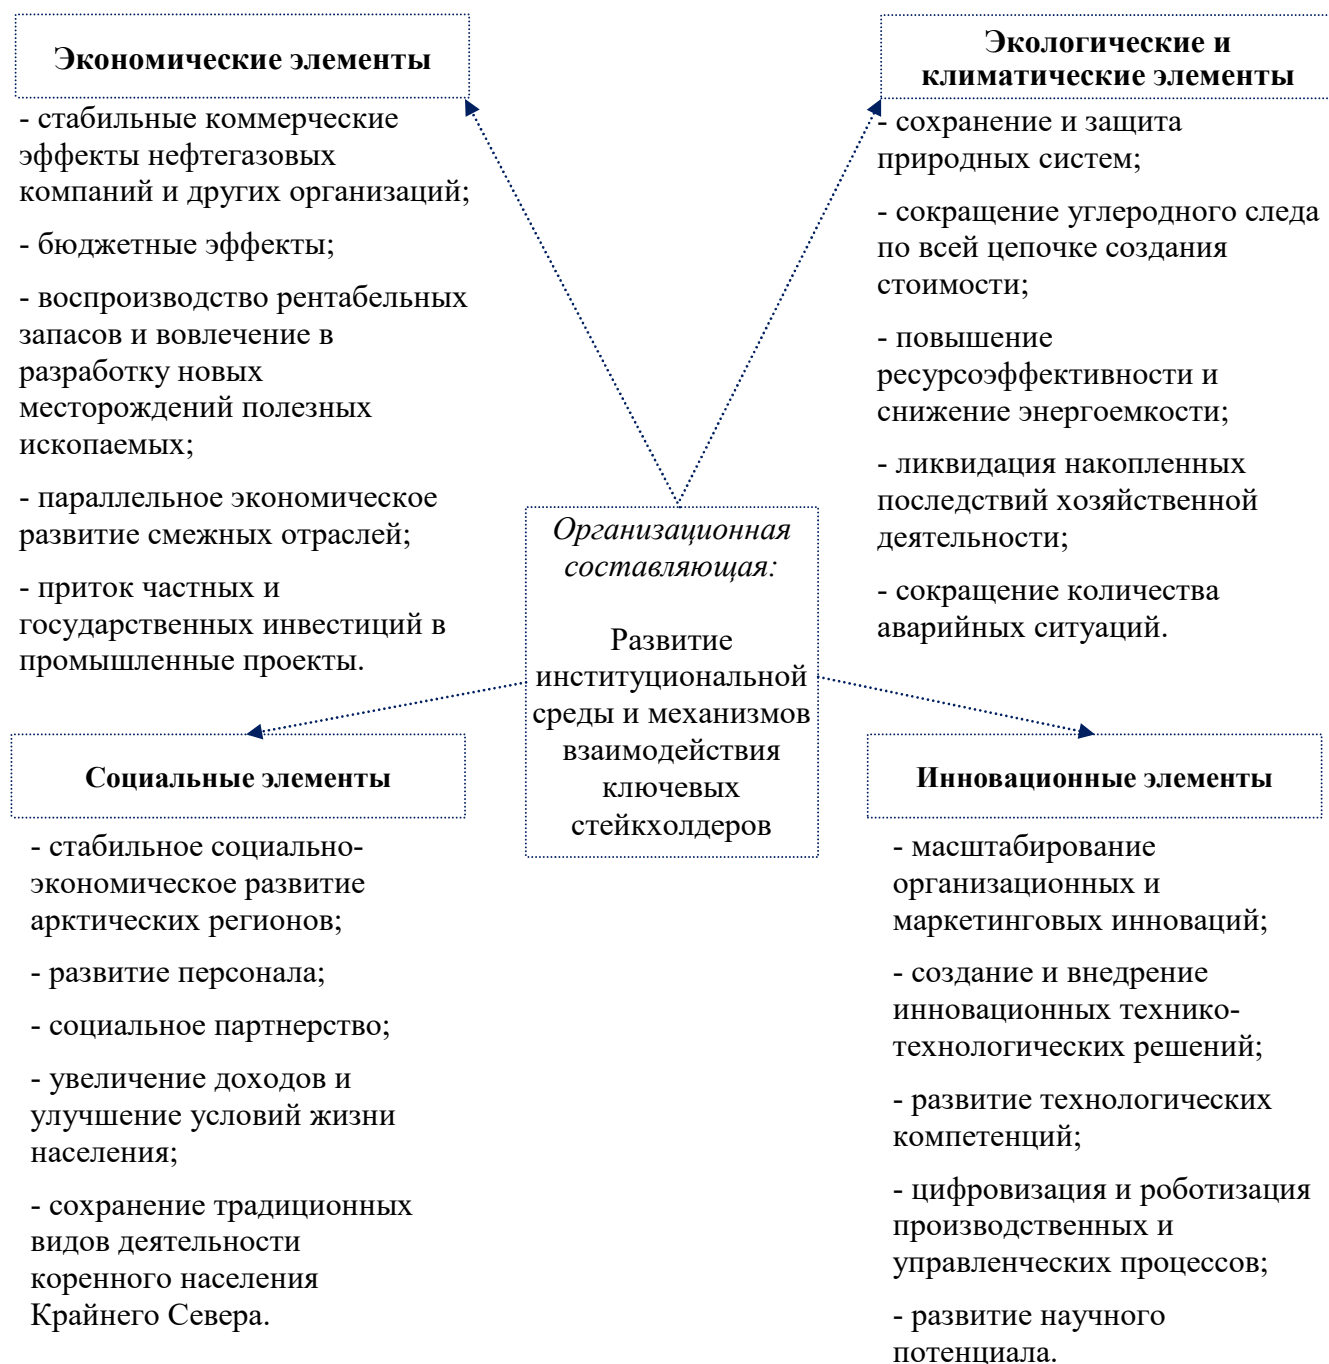 Экономические элементы
- стабильные коммерческие
эффекты нефтегазовых
компаний и других организаций;
- бюджетные эффекты;
- воспроизводство рентабельных
запасов и вовлечение в
разработку новых
месторождений полезных
ископаемых;
- параллельное экономическое
развитие смежных отраслей;
- приток частных и
государственных инвестиций в
промышленные проекты.
Экологические и
климатические элементы
- сохранение и защита
природных систем;
- сокращение углеродного следа
по всей цепочке создания
стоимости;
- повышение
ресурсоэффективности и
снижение энергоемкости;
- ликвидация накопленных
последствий хозяйственной
деятельности;
- сокращение количества
аварийных ситуаций.
Организационная
составляющая:
Развитие
институциональной
среды и механизмов
взаимодействия
ключевых
стейкхолдеров
Социальные элементы
- стабильное социально-
экономическое развитие
арктических регионов;
- развитие персонала;
- социальное партнерство;
- увеличение доходов и
улучшение условий жизни
населения;
- сохранение традиционных
видов деятельности
коренного населения
Крайнего Севера.
Инновационные элементы
- масштабирование
организационных и
маркетинговых инноваций;
- создание и внедрение
инновационных технико-
технологических решений;
- развитие технологических
компетенций;
- цифровизация и роботизация
производственных и
управленческих процессов;
- развитие научного
потенциала.